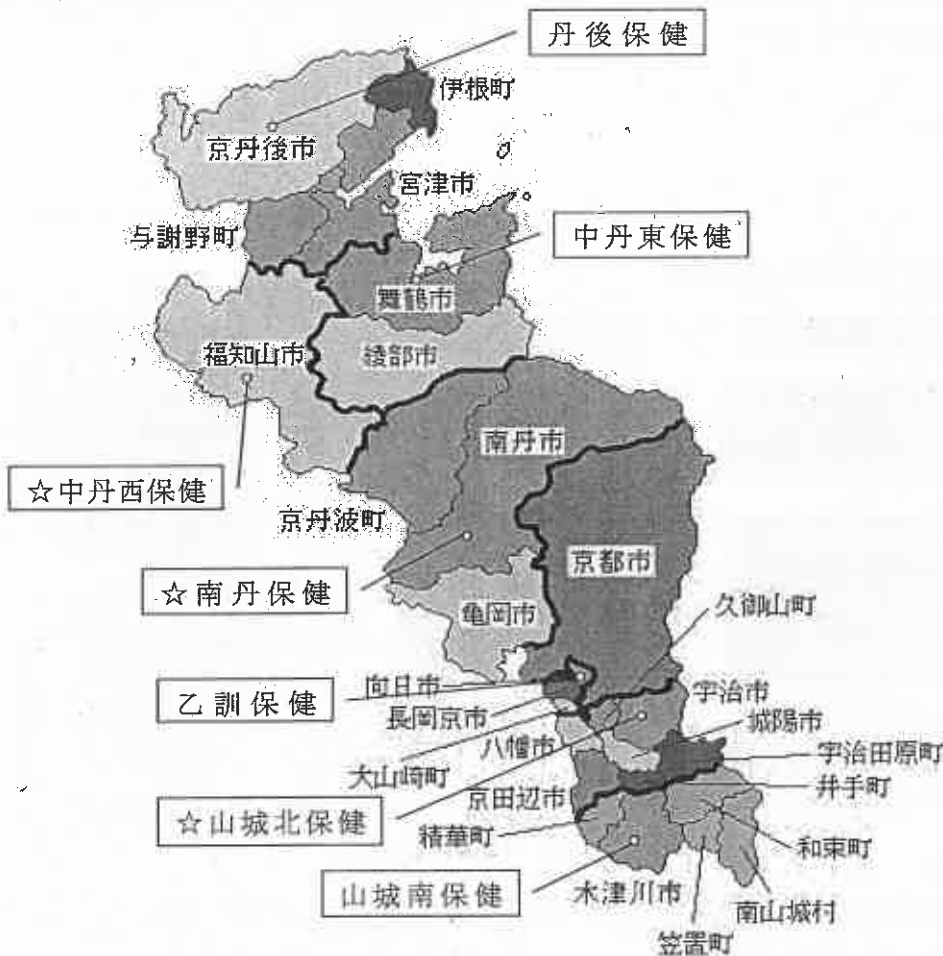 丹後保健
伊根町
京丹後市
宮津市
与謝野町
中丹東保健
舞鶴市
福知山市
綾部市
南丹市
☆中丹西保健
京丹波町
京都市
☆南丹保健
亀岡市
久御山町
向日市
宇治市
乙訓保健
長岡京市
城陽市
八幡市
宇治田原町
大山崎町
井手町
京田辺市
☆山城北保健
精華町
和束町
山城南保健
木津川市
南山城村
笠置町